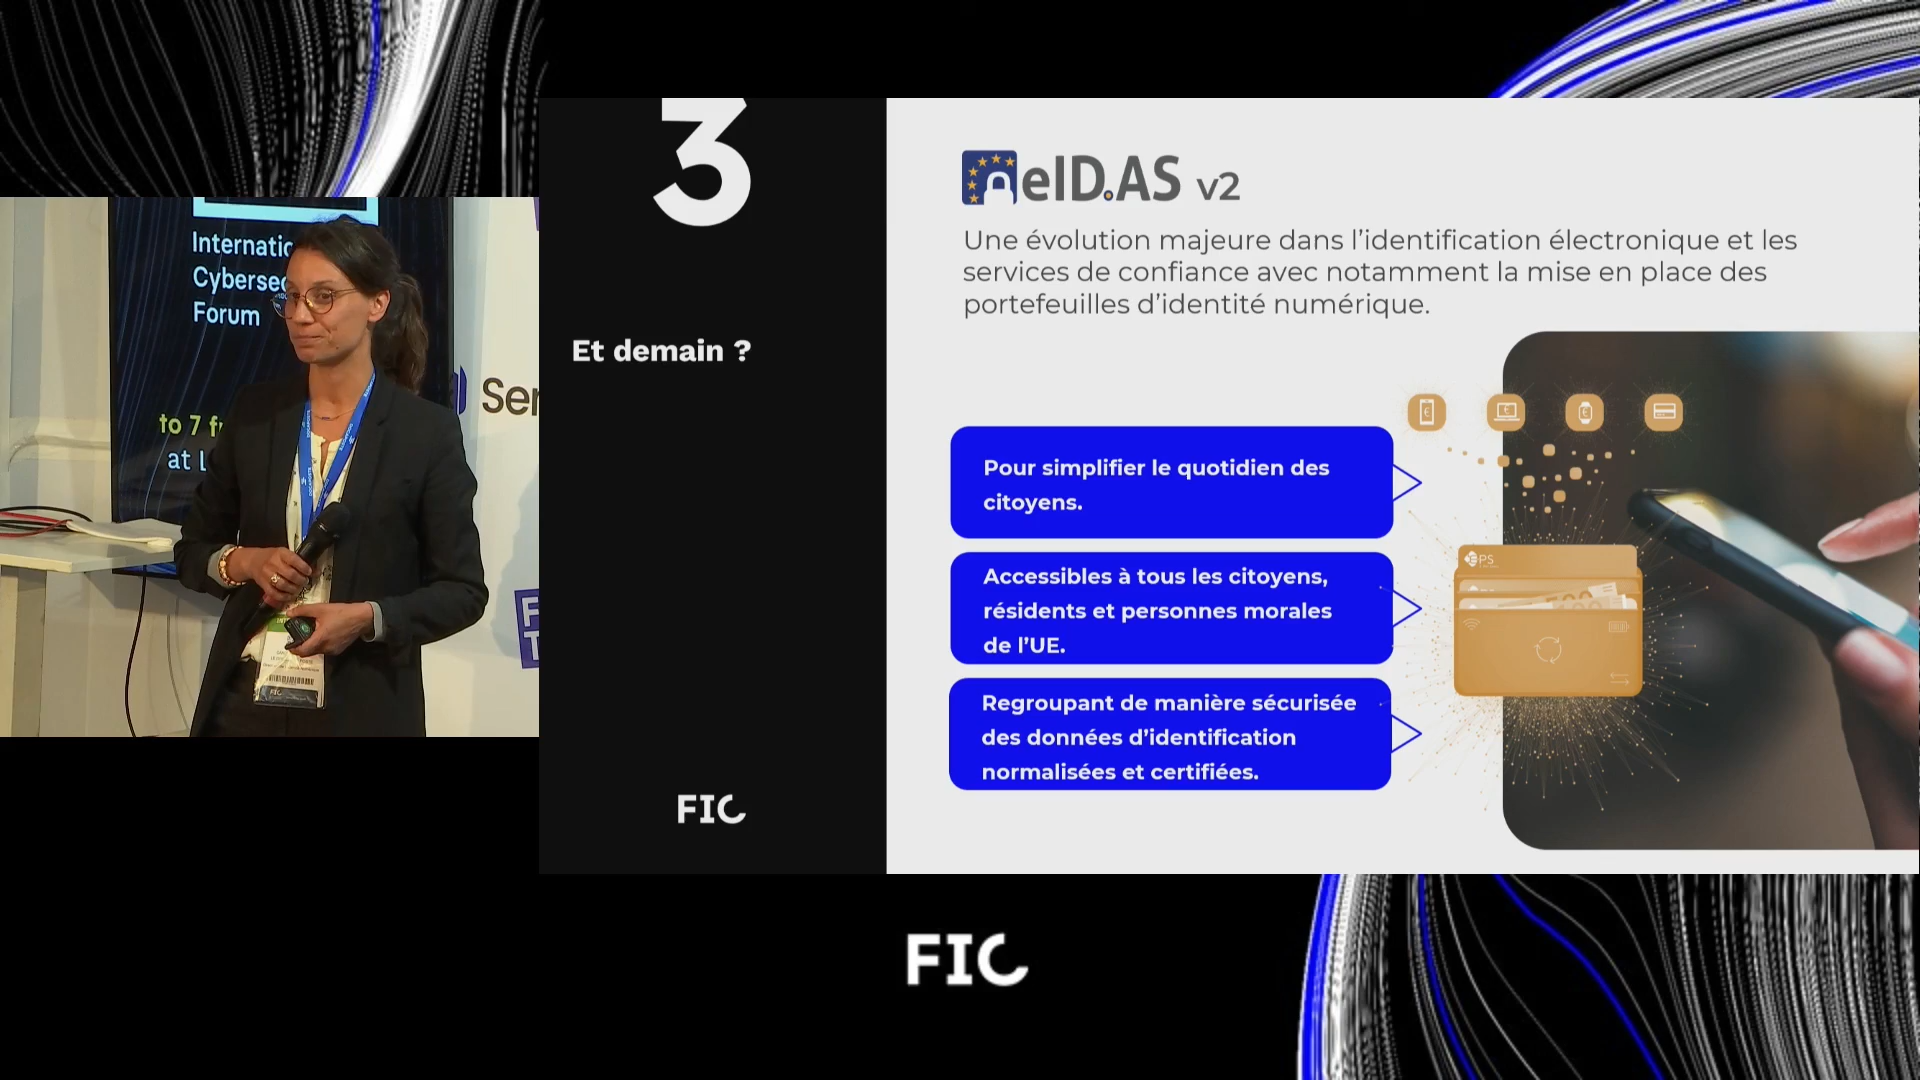 Internatio
Cybersec
Forum
to 7 f
at L
Ser
3
Et demain ?
FIC
eID.AS v2
Une évolution majeure dans l’identification électronique et les
services de confiance avec notamment la mise en place des
portefeuilles d’identité numérique.
Pour simplifier le quotidien des
citoyens.
Accessibles à tous les citoyens,
résidents et personnes morales
de l’UE.
Regroupant de manière sécurisée
des données d’identification
normalisées et certifiées.
EPS
FIC